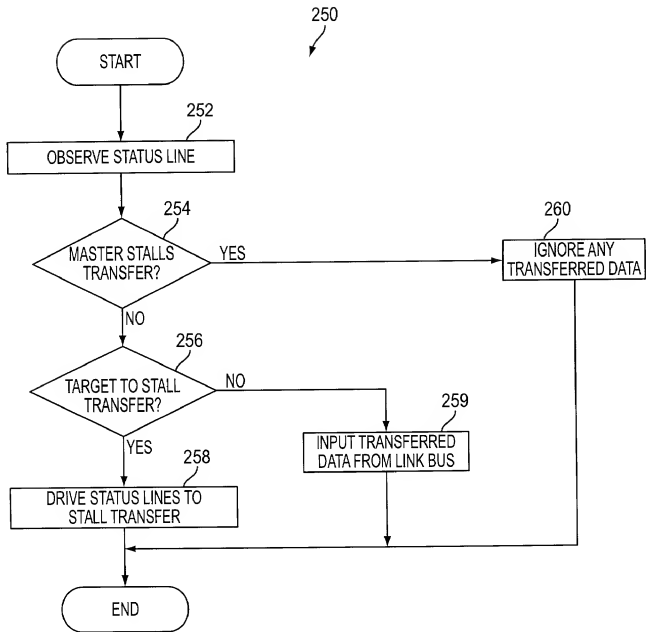 250
START
252
OBSERVE STATUS LINE
254
MASTER STALLS
TRANSFER?
YES
260
IGNORE ANY
TRANSFERRED DATA
NO
256
TARGET TO STALL
TRANSFER?
NO
259
INPUT TRANSFERRED
DATA FROM LINK BUS
YES
258
DRIVE STATUS LINES TO
STALL TRANSFER
END